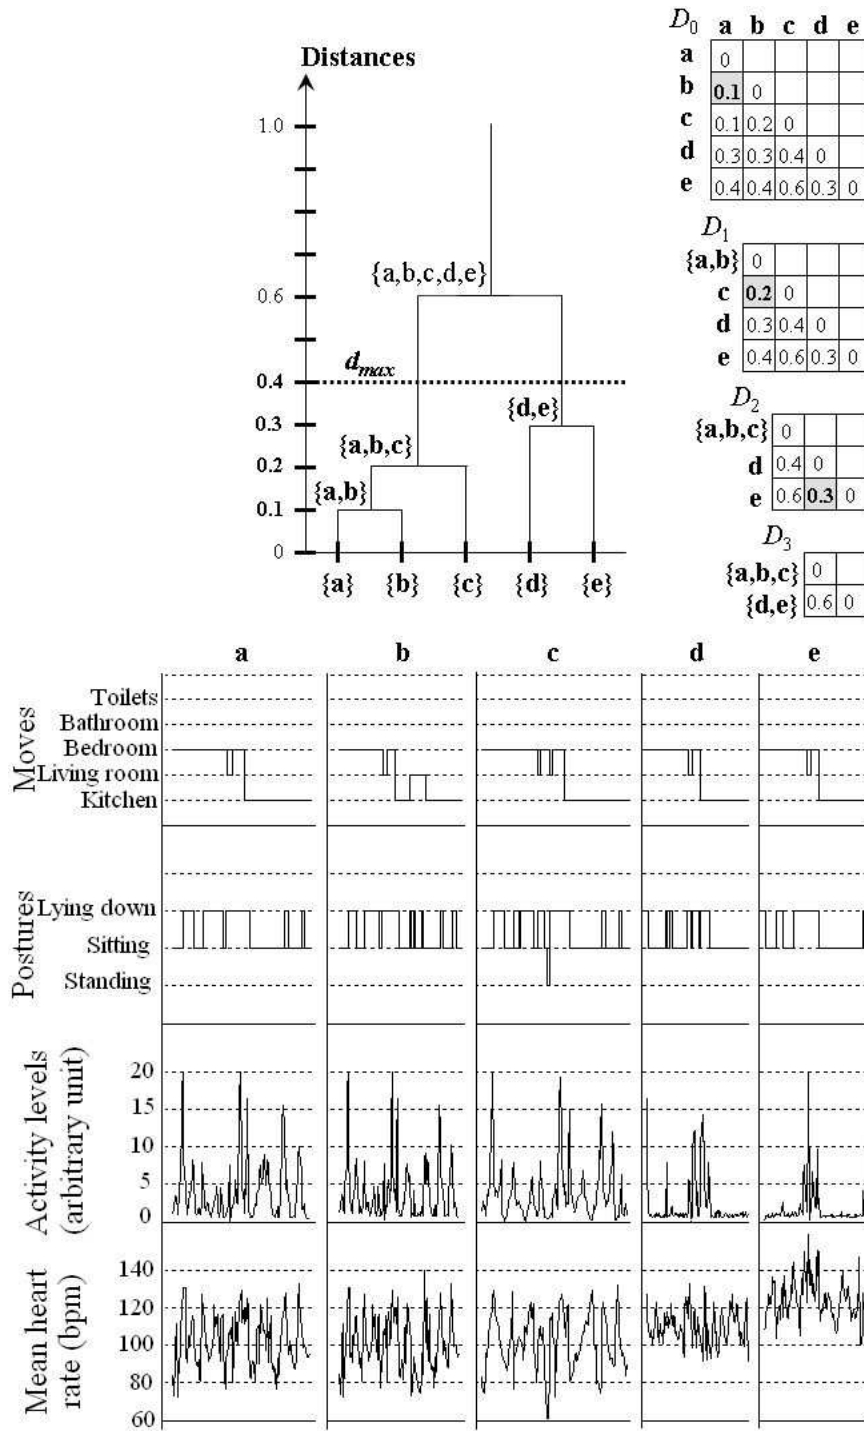 Distances
1.0
0.6
0.4
0.3
0.2
0.1
0
{a,b,c,d,e}
dmax
{d,e}
{a,b,c}
{a,b}
{a} {b} {c} {d} {e}
D0 a b c d e
a 0
b 0.1 0
c 0.1 0.2 0
d 0.3 0.3 0.4 0
e 0.4 0.4 0.6 0.3 0
D1
{a,b} 0
c 0.2 0
d 0.3 0.4 0
e 0.4 0.6 0.3 0
D2
{a,b,c} 0
d 0.4 0
e 0.6 0.3 0
D3
{a,b,c} 0
{d,e} 0.6 0
a b c d e
Moves
Toilets
Bathroom
Bedroom
Living room
Kitchen
Postures
Lying down
Sitting
Standing
Activity levels
(arbitrary unit)
20
15
10
5
0
Mean heart
rate (bpm)
140
120
100
80
60